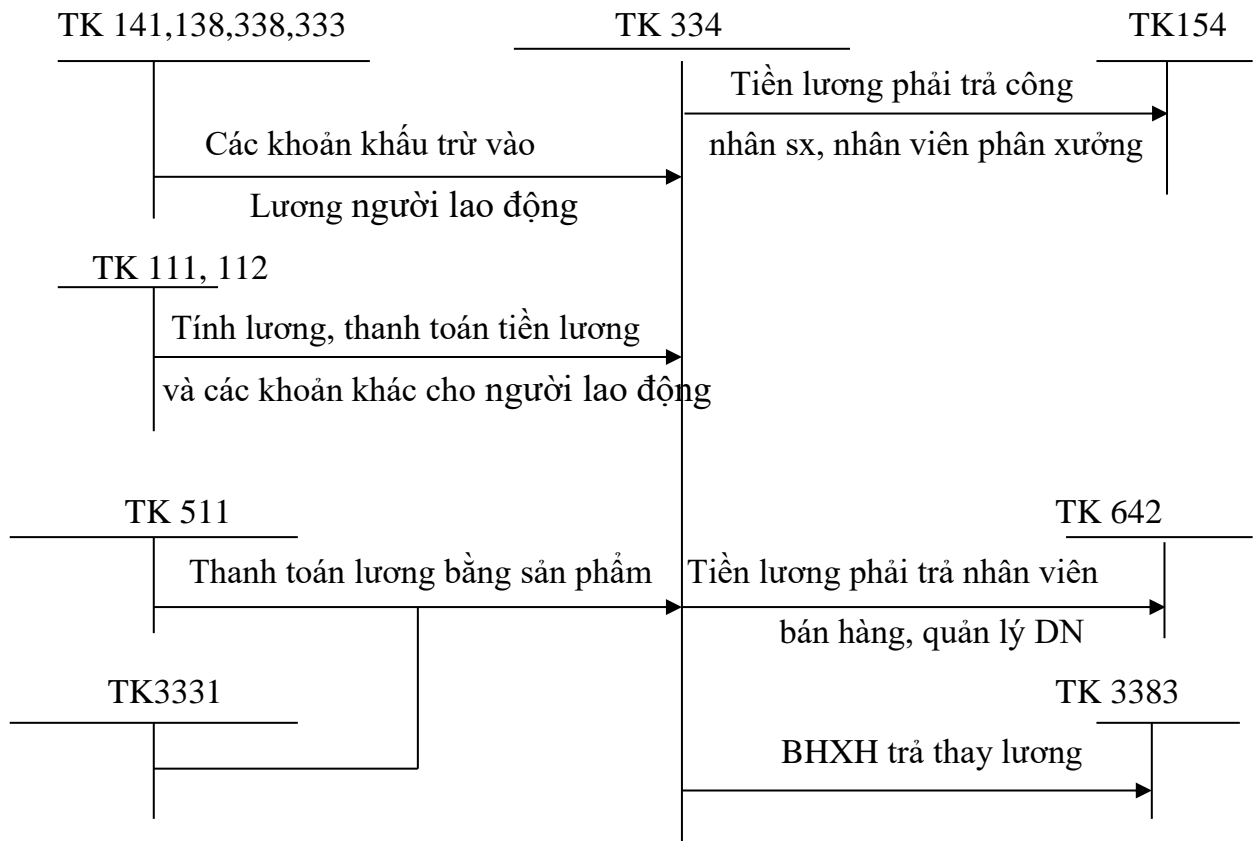 TK 141,138,338,333
TK 334
TK154
Tiền lương phải trả công
nhân sx, nhân viên phân xưởng
Các khoản khấu trừ vào
Lương người lao động
TK 111, 112
Tính lương, thanh toán tiền lương
và các khoản khác cho người lao động
TK 511
TK 642
Thanh toán lương bằng sản phẩm
Tiền lương phải trả nhân viên
bán hàng, quản lý DN
TK3331
TK 3383
BHXH trả thay lương